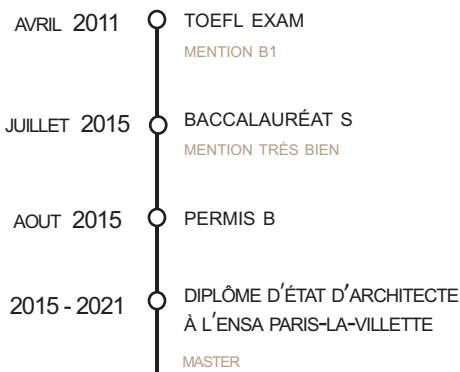 AVRIL 2011
TOEFL EXAM
MENTION B1
JUILLET 2015
BACCALAURÉAT S
MENTION TRÈS BIEN
AOUT 2015
PERMIS B
2015 - 2021
DIPLÔME D'ÉTAT D'ARCHITECTE
À L'ENSA PARIS-LA-VILLETTE
MASTER